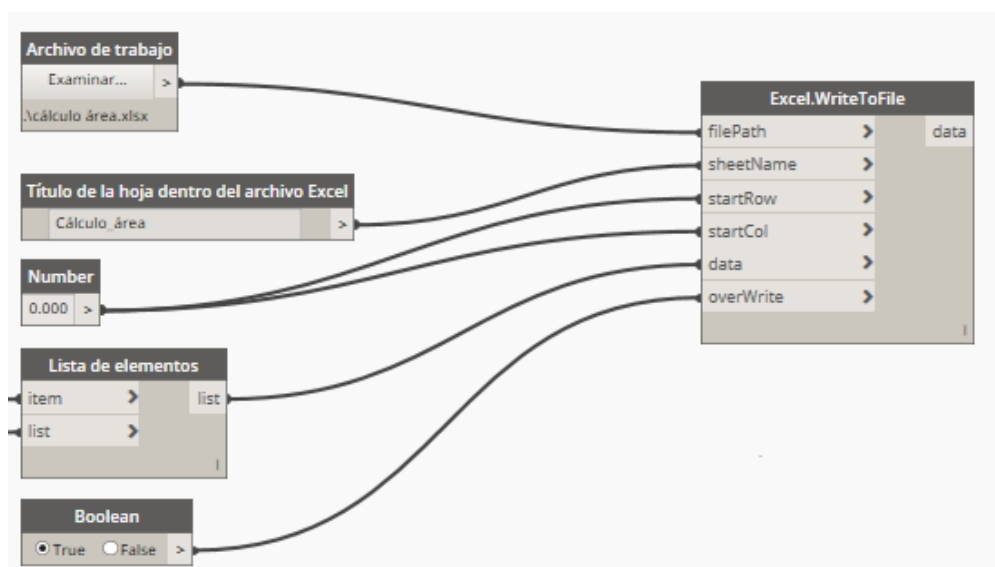 Archivo de trabajo
Examinar... >
.\cálculo área.xlsx
Título de la hoja dentro del archivo Excel
Cálculo_área >
Number
0.000 >
Lista de elementos
item > list
list >
l
Boolean
True False >
Excel.WriteToFile
filePath > data
sheetName >
startRow >
startCol >
data >
overWrite >
l